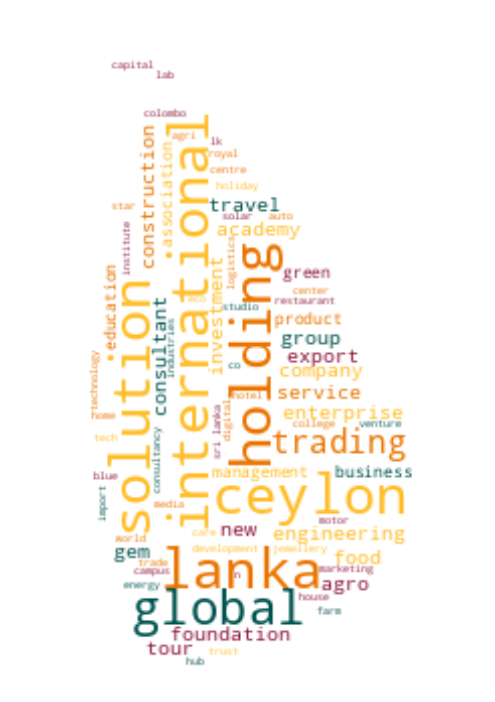 capital
lab
colombo
agri
lk
royal
centre
holiday
construction
association
international
star
travel
solar
auto
academy
institute
logistics
holding
green
education
solution
consultant
investment
eco
center
restaurant
studio
product
industries
group
export
technology
co
company
hotel
service
home
digital
sri lanka
enterprise
college
venture
tech
consultancy
trading
blue
management
business
import
media
ceylon
new
motor
world
cafe
engineering
gem
development
jewellery
food
trade
campus
lanka
n
marketing
energy
agro
house
global
farm
foundation
tour
trust
hub